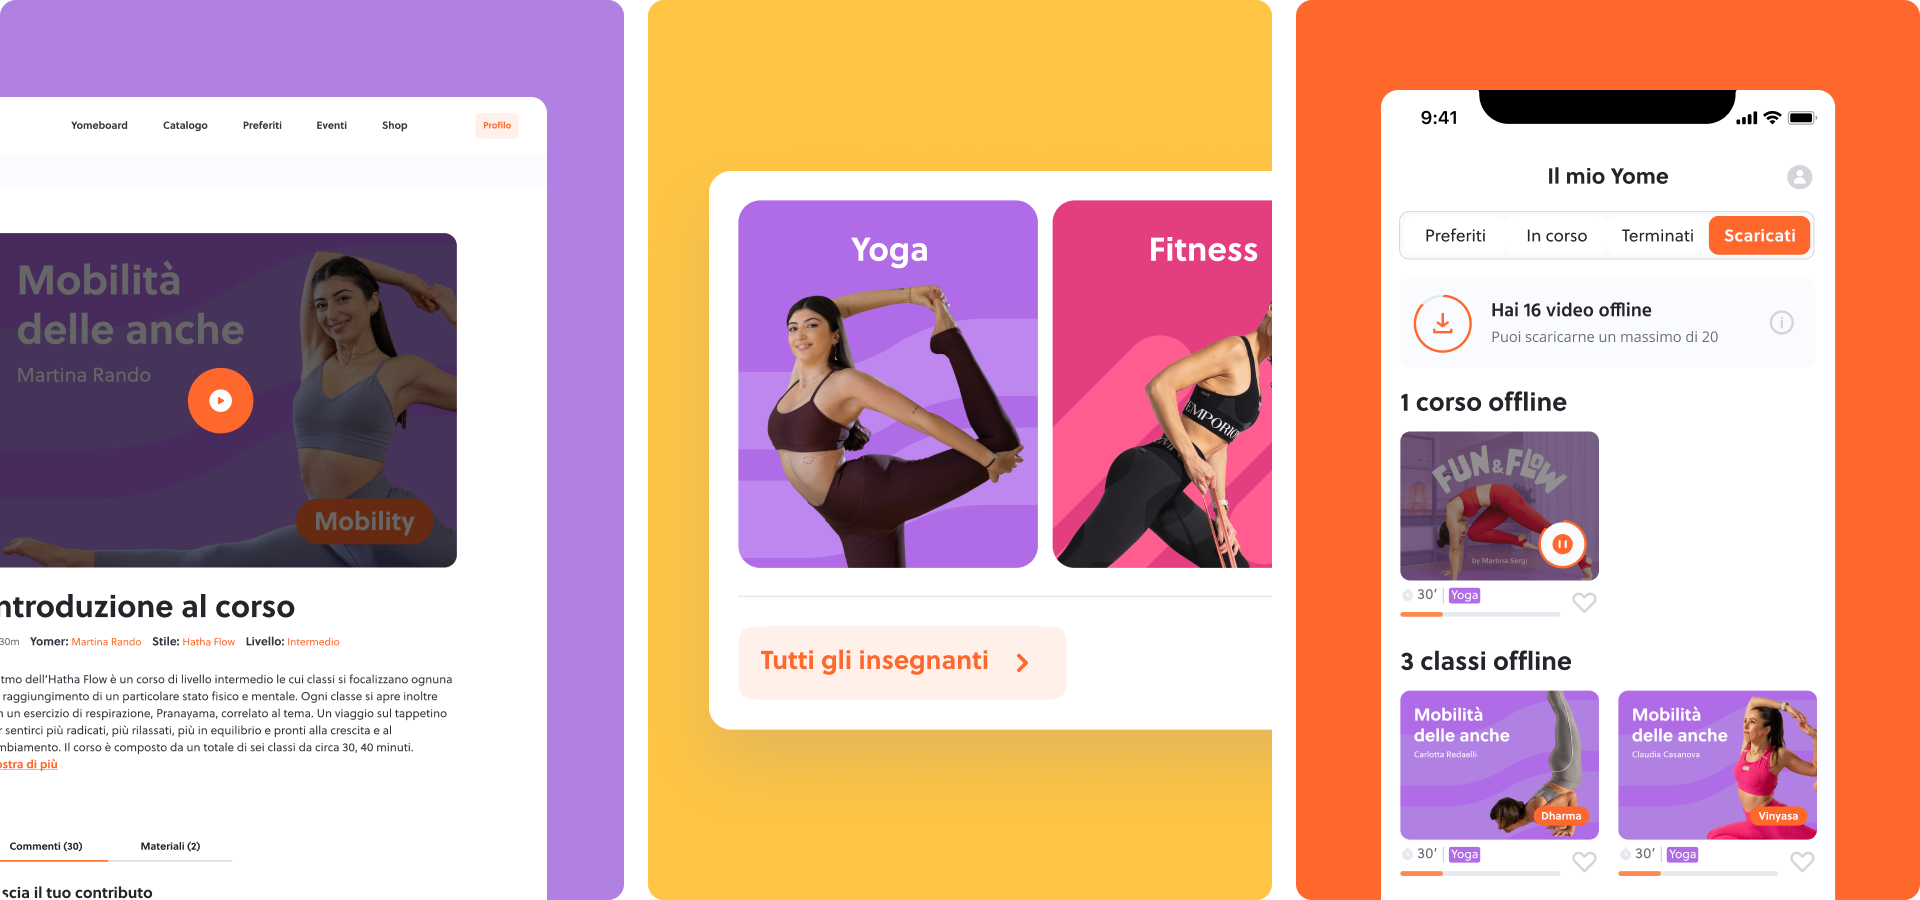 Yomeboard Catalogo Preferiti Eventi Shop Profilo
Mobilità
delle anche
Martina Rando
Mobility
ntroduzione al corso
30m Yomer: Martina Rando Stile: Hatha Flow Livello: Intermedio
tmo dell'Hatha Flow è un corso di livello intermedio le cui classi si focalizzano ognuna
raggiungimento di un particolare stato fisico e mentale. Ogni classe si apre inoltre
n un esercizio di respirazione, Pranayama, correlato al tema. Un viaggio sul tappetino
r sentirci più radicati, più rilassati, più in equilibrio e pronti alla crescita e al
mbiamento. Il corso è composto da un totale di sei classi da circa 30, 40 minuti.
ostra di più
Commenti (30) Materiali (2)
scia il tuo contributo
Yoga
Fitness
EMPORIO
Tutti gli insegnanti
9:41
Il mio Yome
Preferiti In corso Terminati Scaricati
Hai 16 video offline
Puoi scaricarne un massimo di 20
1 corso offline
FUN & FLOW
by Martina Sergi
30' Yoga
3 classi offline
Mobilità
delle anche
Carlotta Redaelli
Dharma
30' Yoga
Mobilità
delle anche
Claudia Casanova
Vinyasa
30' Yoga